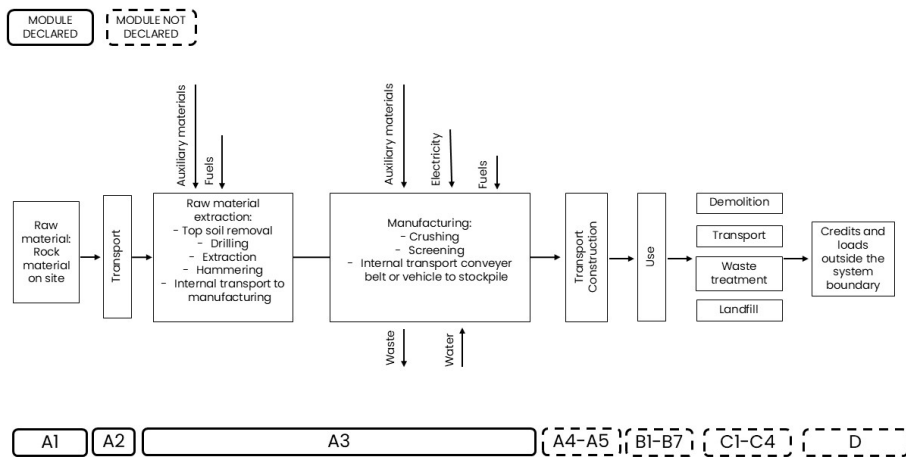 MODULE
DECLARED
MODULE NOT
DECLARED
Auxiliary materials
Fuels
Auxiliary materials
Electricity
Fuels
Raw
material:
Rock
material
on site
Transport
Raw material
extraction:
- Top soil removal
- Drilling
- Extraction
- Hammering
- Internal transport to
manufacturing
Manufacturing:
- Crushing
- Screening
- Internal transport conveyer
belt or vehicle to stockpile
Transport
Construction
Use
Demolition
Transport
Waste
treatment
Landfill
Credits and
loads
outside the
system
boundary
Waste
Water
A1
A2
A3
A4-A5
B1-B7
C1-C4
D